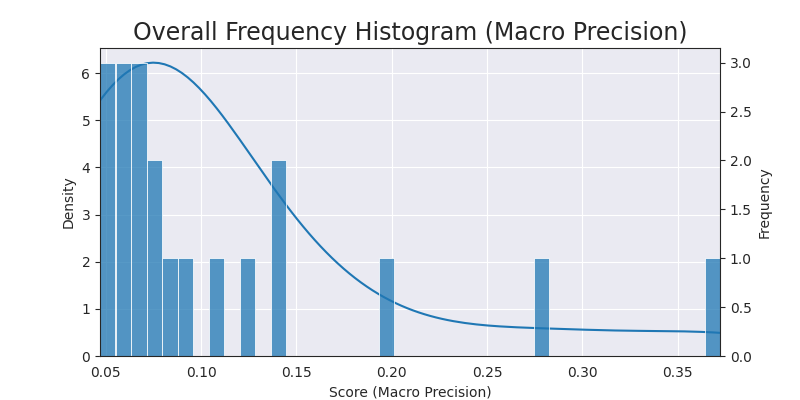 Overall Frequency Histogram (Macro Precision)
6
5
4
3
2
1
0
Density
3.0
2.5
2.0
1.5
1.0
0.5
0.0
Frequency
0.05 0.10 0.15 0.20 0.25 0.30 0.35
Score (Macro Precision)